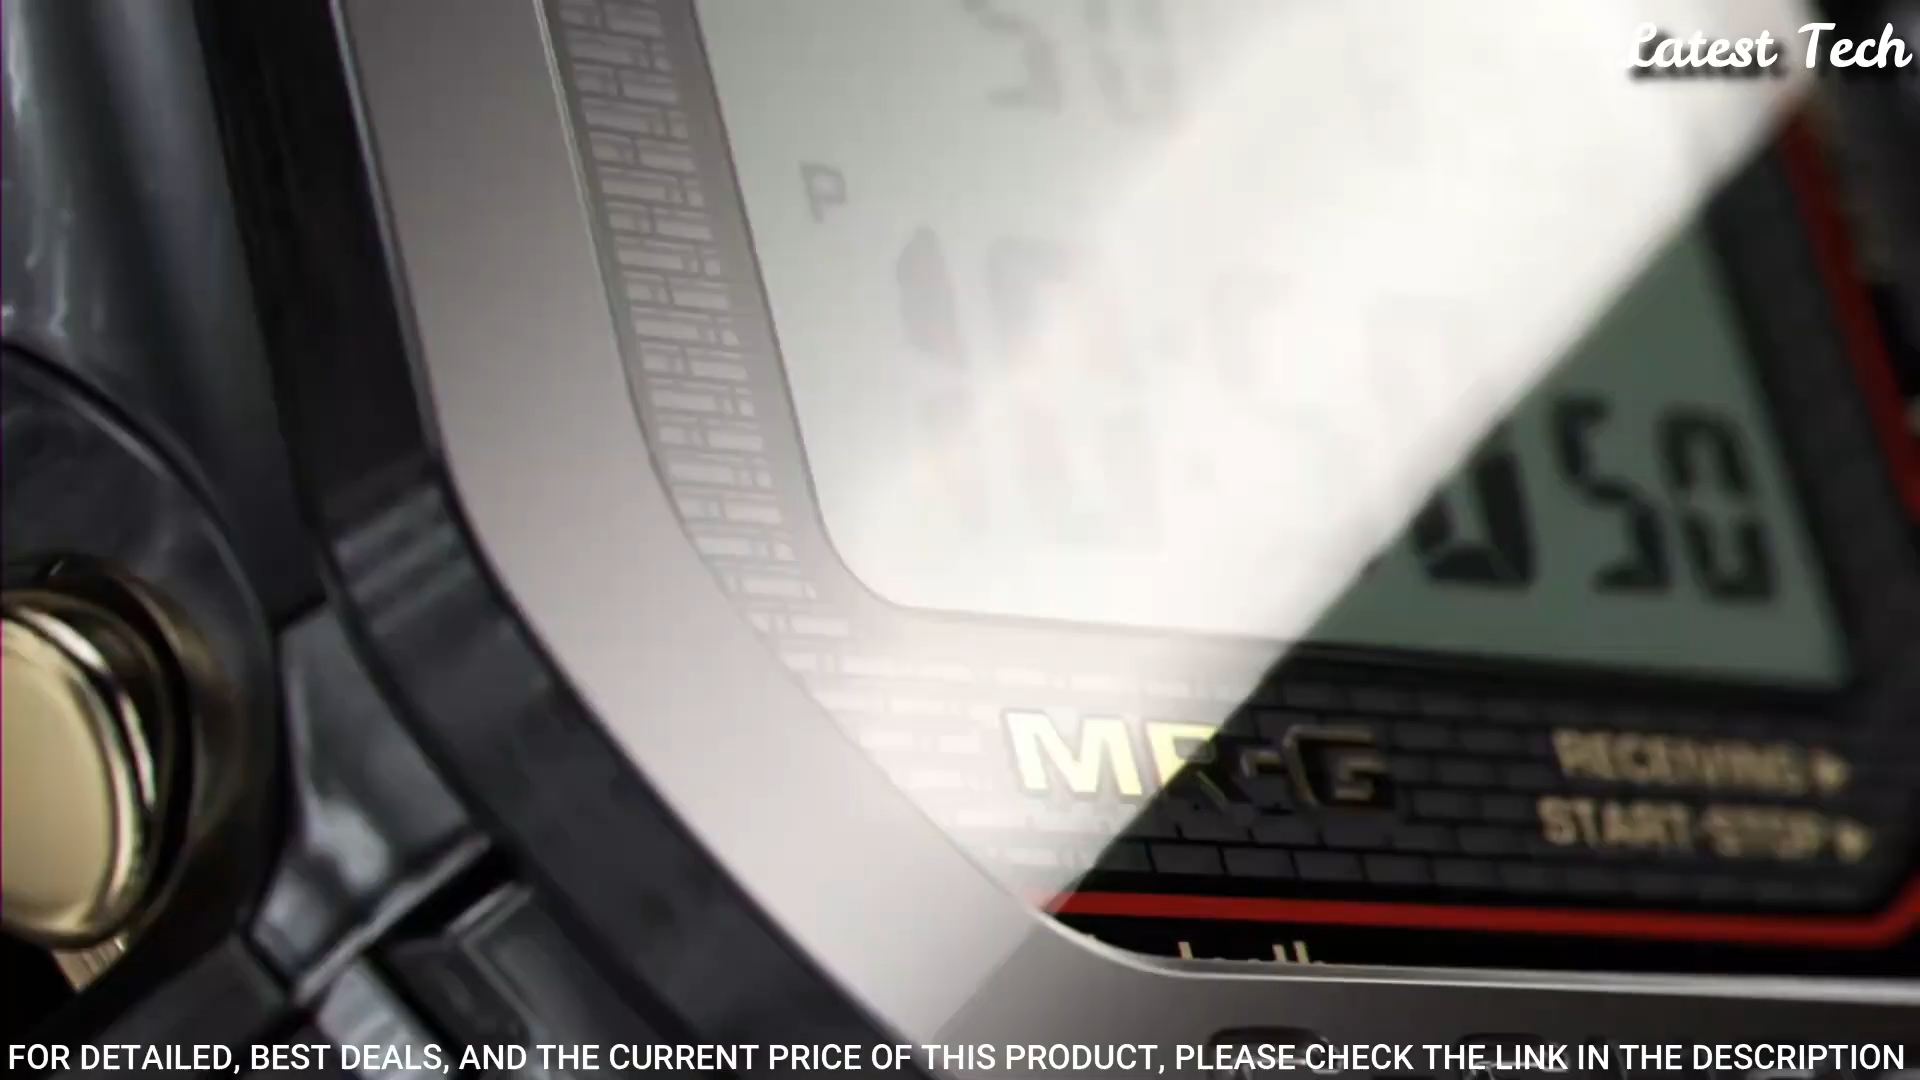 Latest Tech
P
50
MR-G
RECEIVING
START·STOP
FOR DETAILED, BEST DEALS, AND THE CURRENT PRICE OF THIS PRODUCT, PLEASE CHECK THE LINK IN THE DESCRIPTION